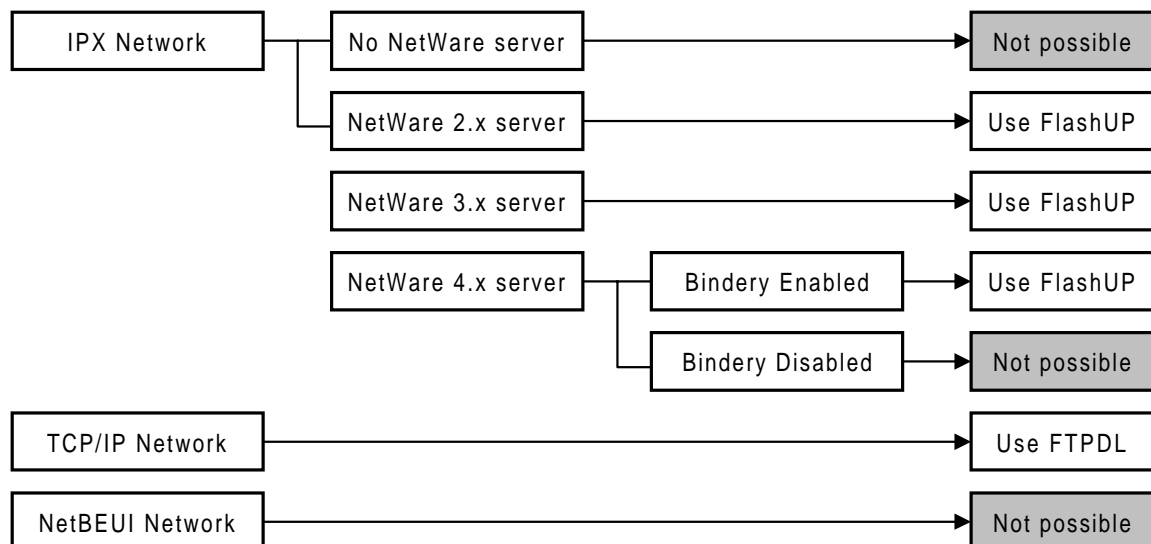 IPX Network
No NetWare server
Not possible
NetWare 2.x server
Use FlashUP
NetWare 3.x server
Use FlashUP
NetWare 4.x server
Bindery Enabled
Use FlashUP
Bindery Disabled
Not possible
TCP/IP Network
Use FTPDL
NetBEUI Network
Not possible